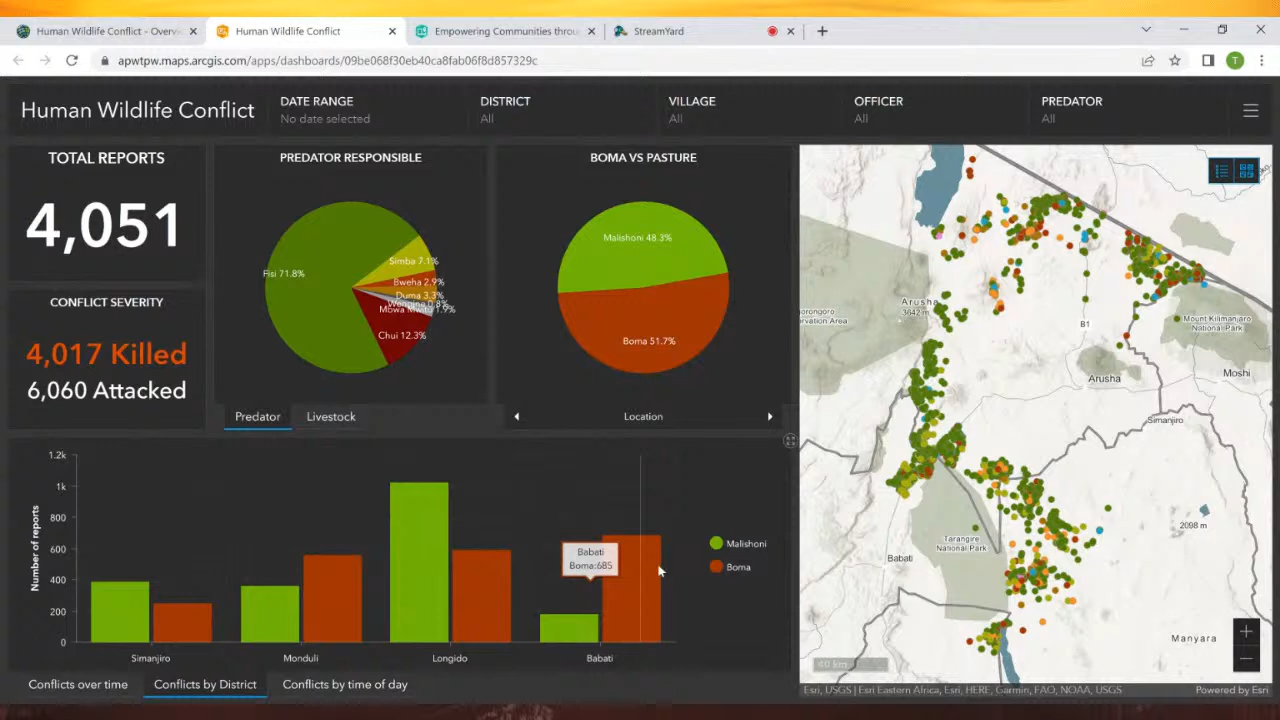 Human Wildlife Conflict - Overvi
Human Wildlife Conflict
Empowering Communities throu
StreamYard
apwtpw.maps.arcgis.com/apps/dashboards/09be068f30eb40ca8fab06f8d857329c
T
Human Wildlife Conflict
DATE RANGE
No date selected
DISTRICT
All
VILLAGE
All
OFFICER
All
PREDATOR
All
TOTAL REPORTS
4,051
CONFLICT SEVERITY
4,017 Killed
6,060 Attacked
PREDATOR RESPONSIBLE
Fisi 71.8%
Simba 7.1%
Bweha 2.9%
Duma 3.3%
Chui 12.3%
Predator
Livestock
BOMA VS PASTURE
Malishoni 48.3%
Boma 51.7%
Location
Number of reports
1.2k
1k
800
600
400
200
0
Babati
Boma:685
Simanjiro
Monduli
Longido
Babati
Malishoni
Boma
Conflicts over time
Conflicts by District
Conflicts by time of day
Arusha
3642 m
orongoro
ervation Area
B1
Mount Kilimanjaro
National Park
Moshi
Arusha
Simanjiro
Tarangire
National Park
Babati
2098 m
Manyara
40 km
+
−
Esri, USGS | Esri Eastern Africa, Esri, HERE, Garmin, FAO, NOAA, USGS
Powered by Esri